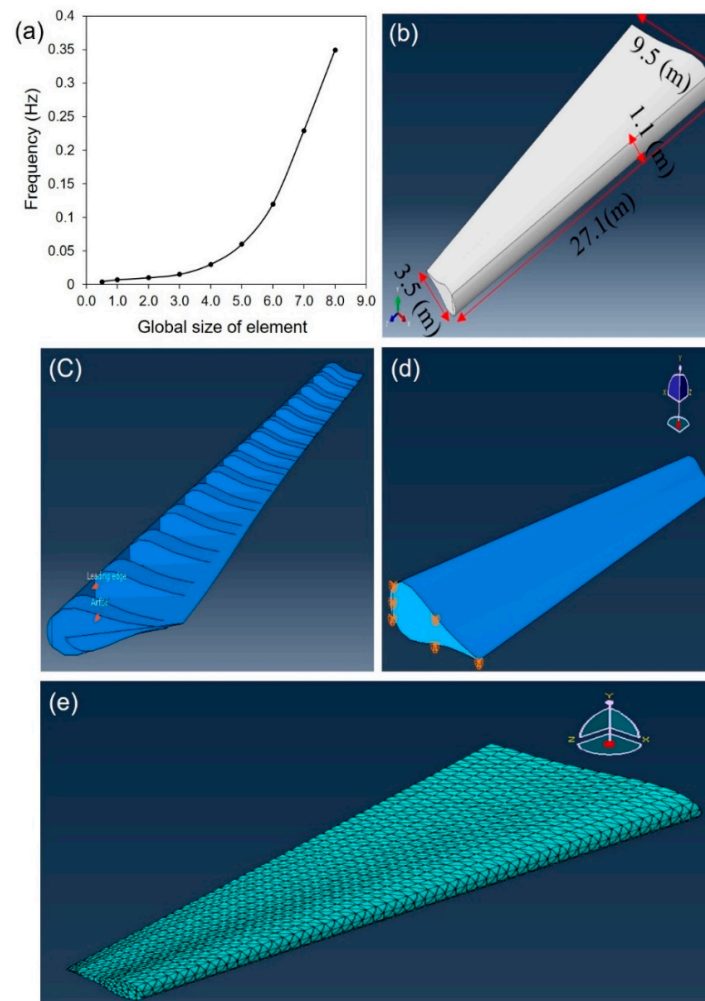 (a)
0.4
0.35
0.3
0.25
0.2
0.15
0.1
0.05
0
0.0 1.0 2.0 3.0 4.0 5.0 6.0 7.0 8.0 9.0
Frequency (Hz)
Global size of element
(b)
9.5 (m)
1.1 (m)
27.1(m)
3.5 (m)
(C)
Leading edge
(d)
Y
(e)
Y
Z X